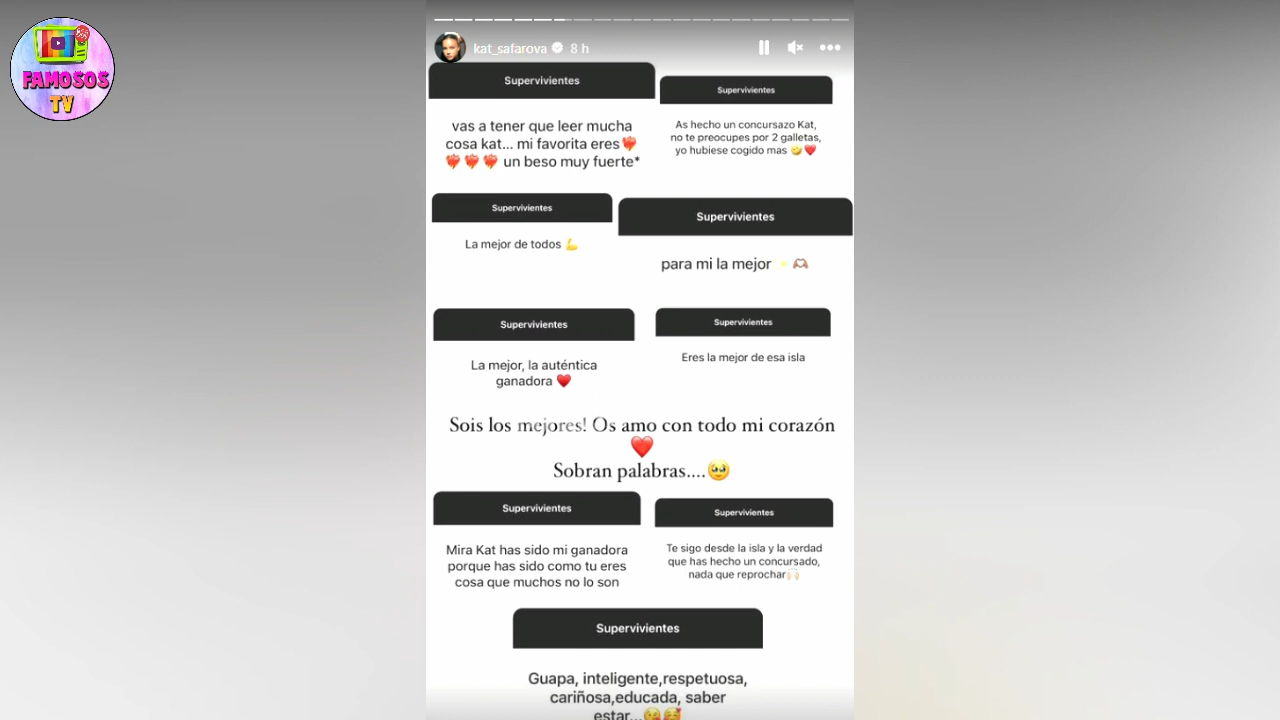 FAMOSOS
TV
kat_safarova 8 h
Supervivientes
vas a tener que leer mucha
cosa kat... mi favorita eres❤️‍🔥
❤️‍🔥❤️‍🔥❤️‍🔥 un beso muy fuerte*
Supervivientes
As hecho un concursazo Kat,
no te preocupes por 2 galletas,
yo hubiese cogido mas 🤣❤️
Supervivientes
La mejor de todos 💪
Supervivientes
para mi la mejor ✨🫶🏽
Supervivientes
La mejor, la auténtica
ganadora ❤️
Supervivientes
Eres la mejor de esa isla
Sois los mejores! Os amo con todo mi corazón
❤️
Sobran palabras....🥹
Supervivientes
Mira Kat has sido mi ganadora
porque has sido como tu eres
cosa que muchos no lo son
Supervivientes
Te sigo desde la isla y la verdad
que has hecho un concursado,
nada que reprochar🙌🏻
Supervivientes
Guapa, inteligente,respetuosa,
cariñosa,educada, saber
estar...😘🥰